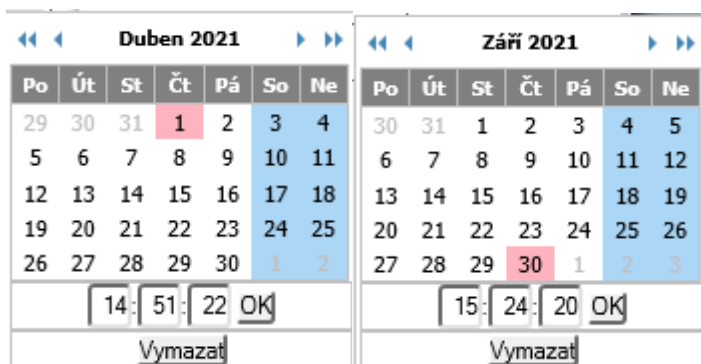 Duben 2021
Po Út St Čt Pá So Ne
29 30 31 1 2 3 4
5 6 7 8 9 10 11
12 13 14 15 16 17 18
19 20 21 22 23 24 25
26 27 28 29 30 1 2
14: 51: 22 OK
Vymazat
Září 2021
Po Út St Čt Pá So Ne
30 31 1 2 3 4 5
6 7 8 9 10 11 12
13 14 15 16 17 18 19
20 21 22 23 24 25 26
27 28 29 30 1 2 3
15: 24: 20 OK
Vymazat